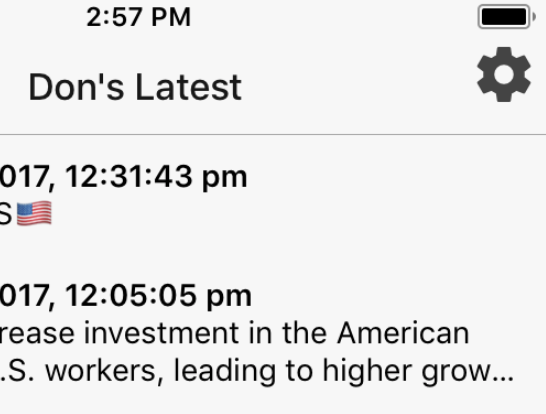 2:57 PM
Don's Latest
017, 12:31:43 pm
S🇺🇸
017, 12:05:05 pm
rease investment in the American
.S. workers, leading to higher grow...